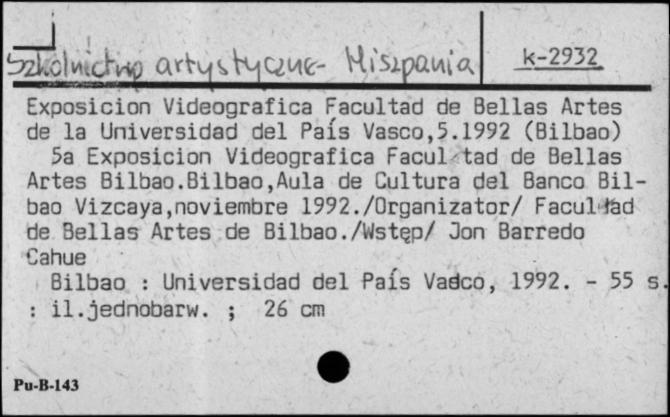 Szkolnictwo artystyczne - Hiszpania
k-2932
Exposicion Videografica Facultad de Bellas Artes
de la Universidad del País Vasco,5.1992 (Bilbao)
5a Exposicion Videografica Facultad de Bellas
Artes Bilbao.Bilbao,Aula de Cultura del Banco Bil-
bao Vizcaya,noviembre 1992./Organizator/ Facultad
de Bellas Artes de Bilbao./Wstęp/ Jon Barredo
Cahue
Bilbao : Universidad del País Vasco, 1992. - 55 s.
: il.jednobarw. ; 26 cm
Pu-B-143